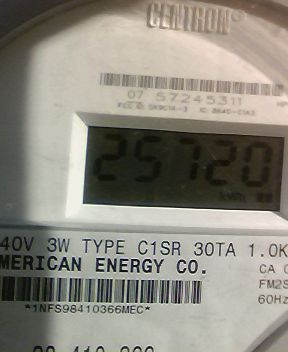 CENTRON®
07 57245311
25720
kWh
40V 3W TYPE C1SR 30TA 1.0K
MERICAN ENERGY CO.
CA 0
FM2S
60Hz
*1NFS98410366MEC*